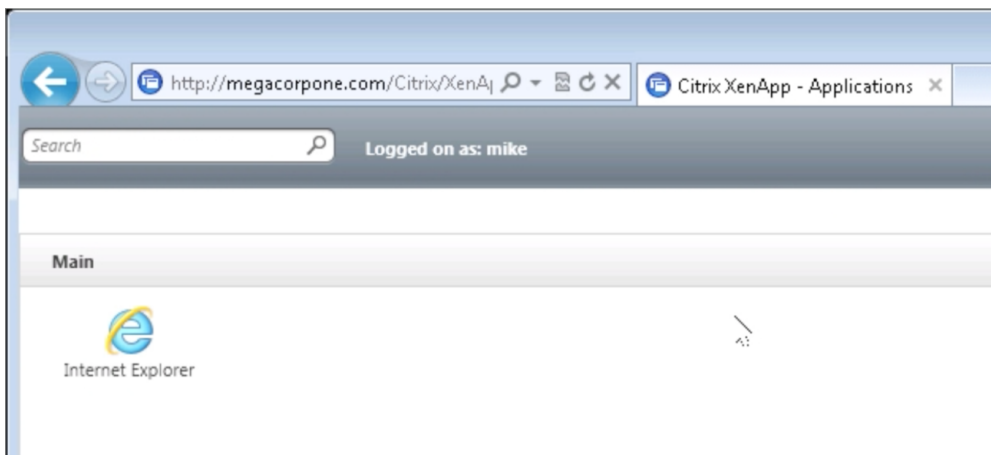 http://megacorpone.com/Citrix/XenA
Citrix XenApp - Applications
Search
Logged on as: mike
Main
Internet Explorer